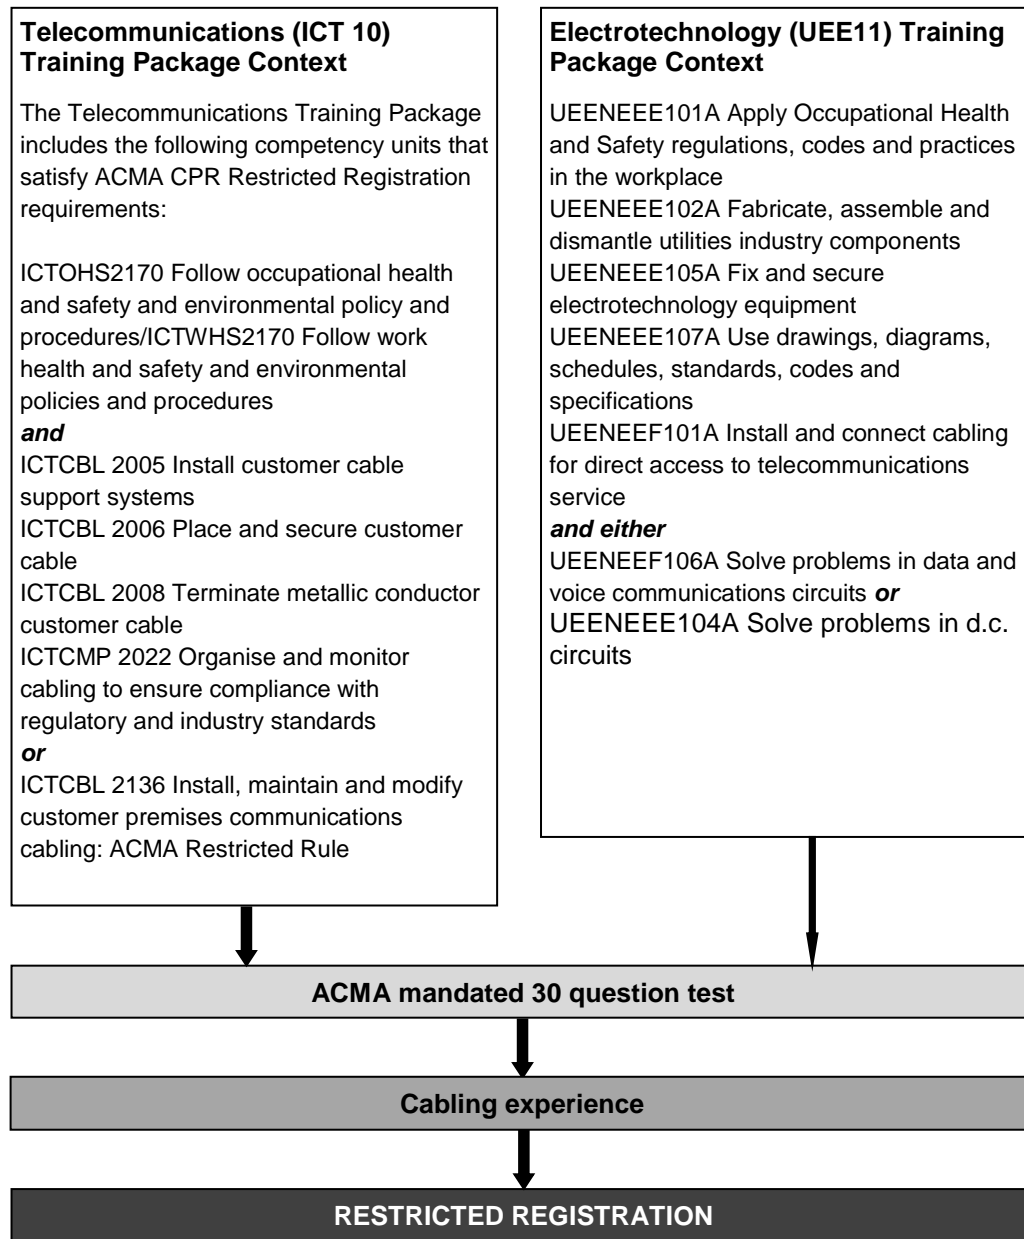 Telecommunications (ICT 10)
Training Package Context
The Telecommunications Training Package
includes the following competency units that
satisfy ACMA CPR Restricted Registration
requirements:
ICTOHS2170 Follow occupational health
and safety and environmental policy and
procedures/ICTWHS2170 Follow work
health and safety and environmental
policies and procedures
and
ICTCBL 2005 Install customer cable
support systems
ICTCBL 2006 Place and secure customer
cable
ICTCBL 2008 Terminate metallic conductor
customer cable
ICTCMP 2022 Organise and monitor
cabling to ensure compliance with
regulatory and industry standards
or
ICTCBL 2136 Install, maintain and modify
customer premises communications
cabling: ACMA Restricted Rule
Electrotechnology (UEE11) Training
Package Context
UEENEEE101A Apply Occupational Health
and Safety regulations, codes and practices
in the workplace
UEENEEE102A Fabricate, assemble and
dismantle utilities industry components
UEENEEE105A Fix and secure
electrotechnology equipment
UEENEEE107A Use drawings, diagrams,
schedules, standards, codes and
specifications
UEENEEF101A Install and connect cabling
for direct access to telecommunications
service
and either
UEENEEF106A Solve problems in data and
voice communications circuits or
UEENEEE104A Solve problems in d.c.
circuits
ACMA mandated 30 question test
Cabling experience
RESTRICTED REGISTRATION